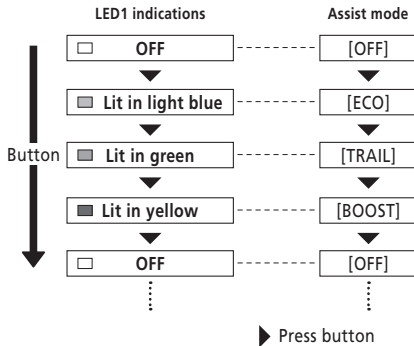 LED1 indications Assist mode
OFF [OFF]
Lit in light blue [ECO]
Button Lit in green [TRAIL]
Lit in yellow [BOOST]
OFF [OFF]
Press button